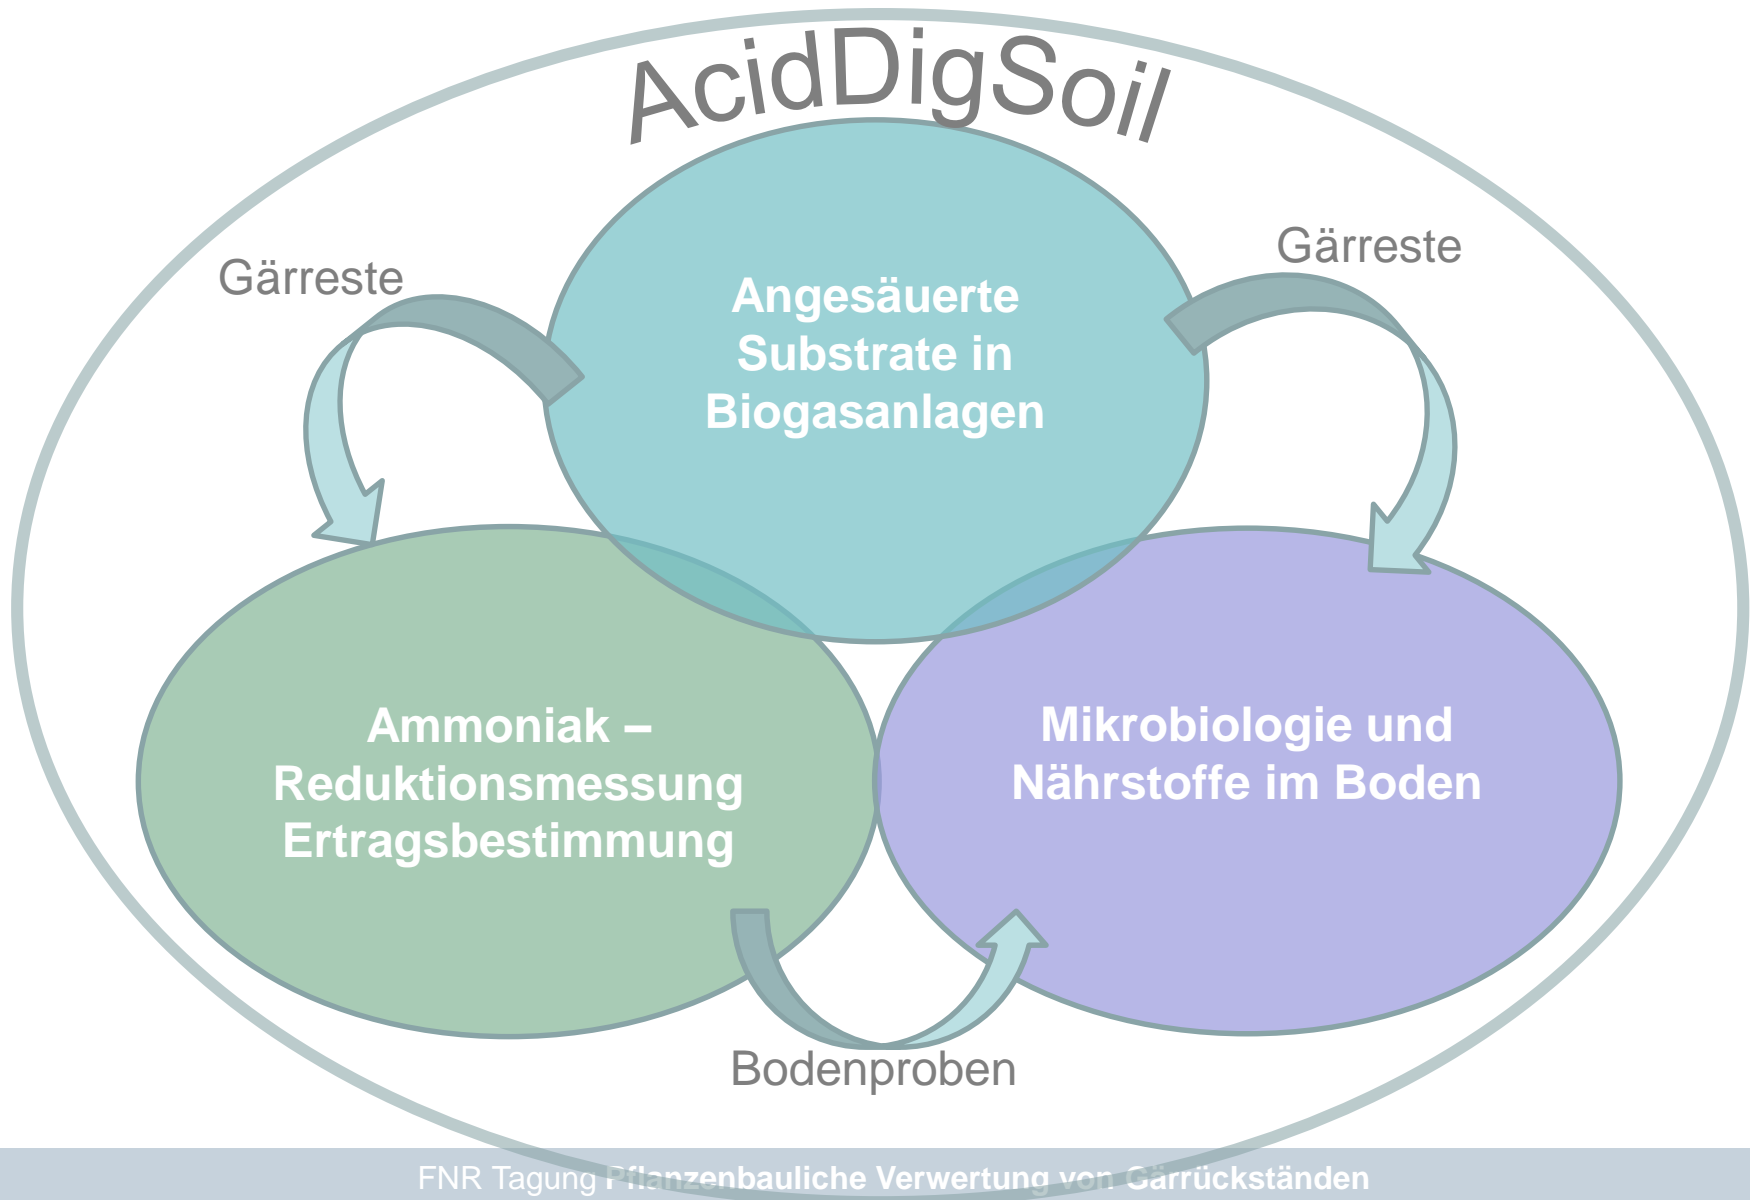 AcidDigSoil
Gärreste
Gärreste
Angesäuerte
Substrate in
Biogasanlagen
Ammoniak –
Reduktionsmessung
Ertragsbestimmung
Mikrobiologie und
Nährstoffe im Boden
Bodenproben
FNR Tagung Pflanzenbauliche Verwertung von Gärrückständen